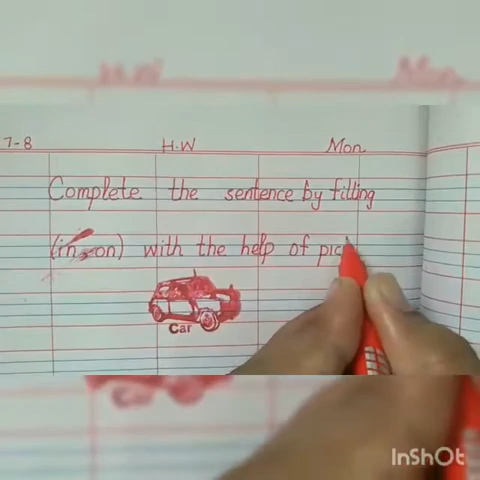 7-8 H.W Mon
Complete the sentence by filling
(in, on) with the help of pic
Car
InShOt